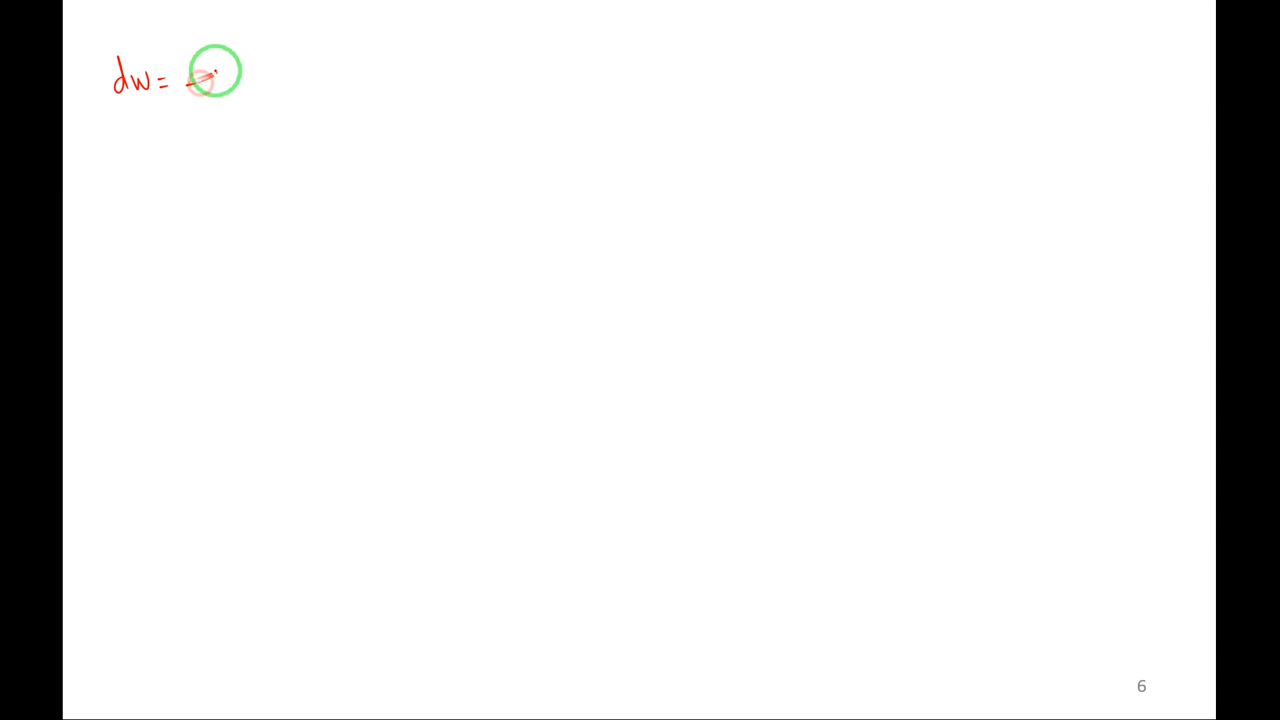 dw = —
6